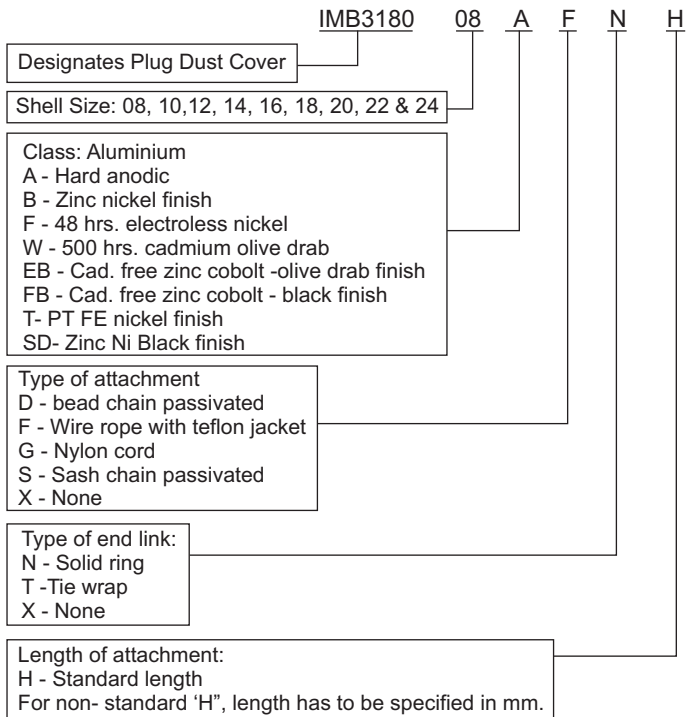 IMB3180 08 A F N H
Designates Plug Dust Cover
Shell Size: 08, 10,12, 14, 16, 18, 20, 22 & 24
Class: Aluminium
A - Hard anodic
B - Zinc nickel finish
F - 48 hrs. electroless nickel
W - 500 hrs. cadmium olive drab
EB - Cad. free zinc cobolt -olive drab finish
FB - Cad. free zinc cobolt - black finish
T- PT FE nickel finish
SD- Zinc Ni Black finish
Type of attachment
D - bead chain passivated
F - Wire rope with teflon jacket
G - Nylon cord
S - Sash chain passivated
X - None
Type of end link:
N - Solid ring
T -Tie wrap
X - None
Length of attachment:
H - Standard length
For non- standard ‘H”, length has to be specified in mm.